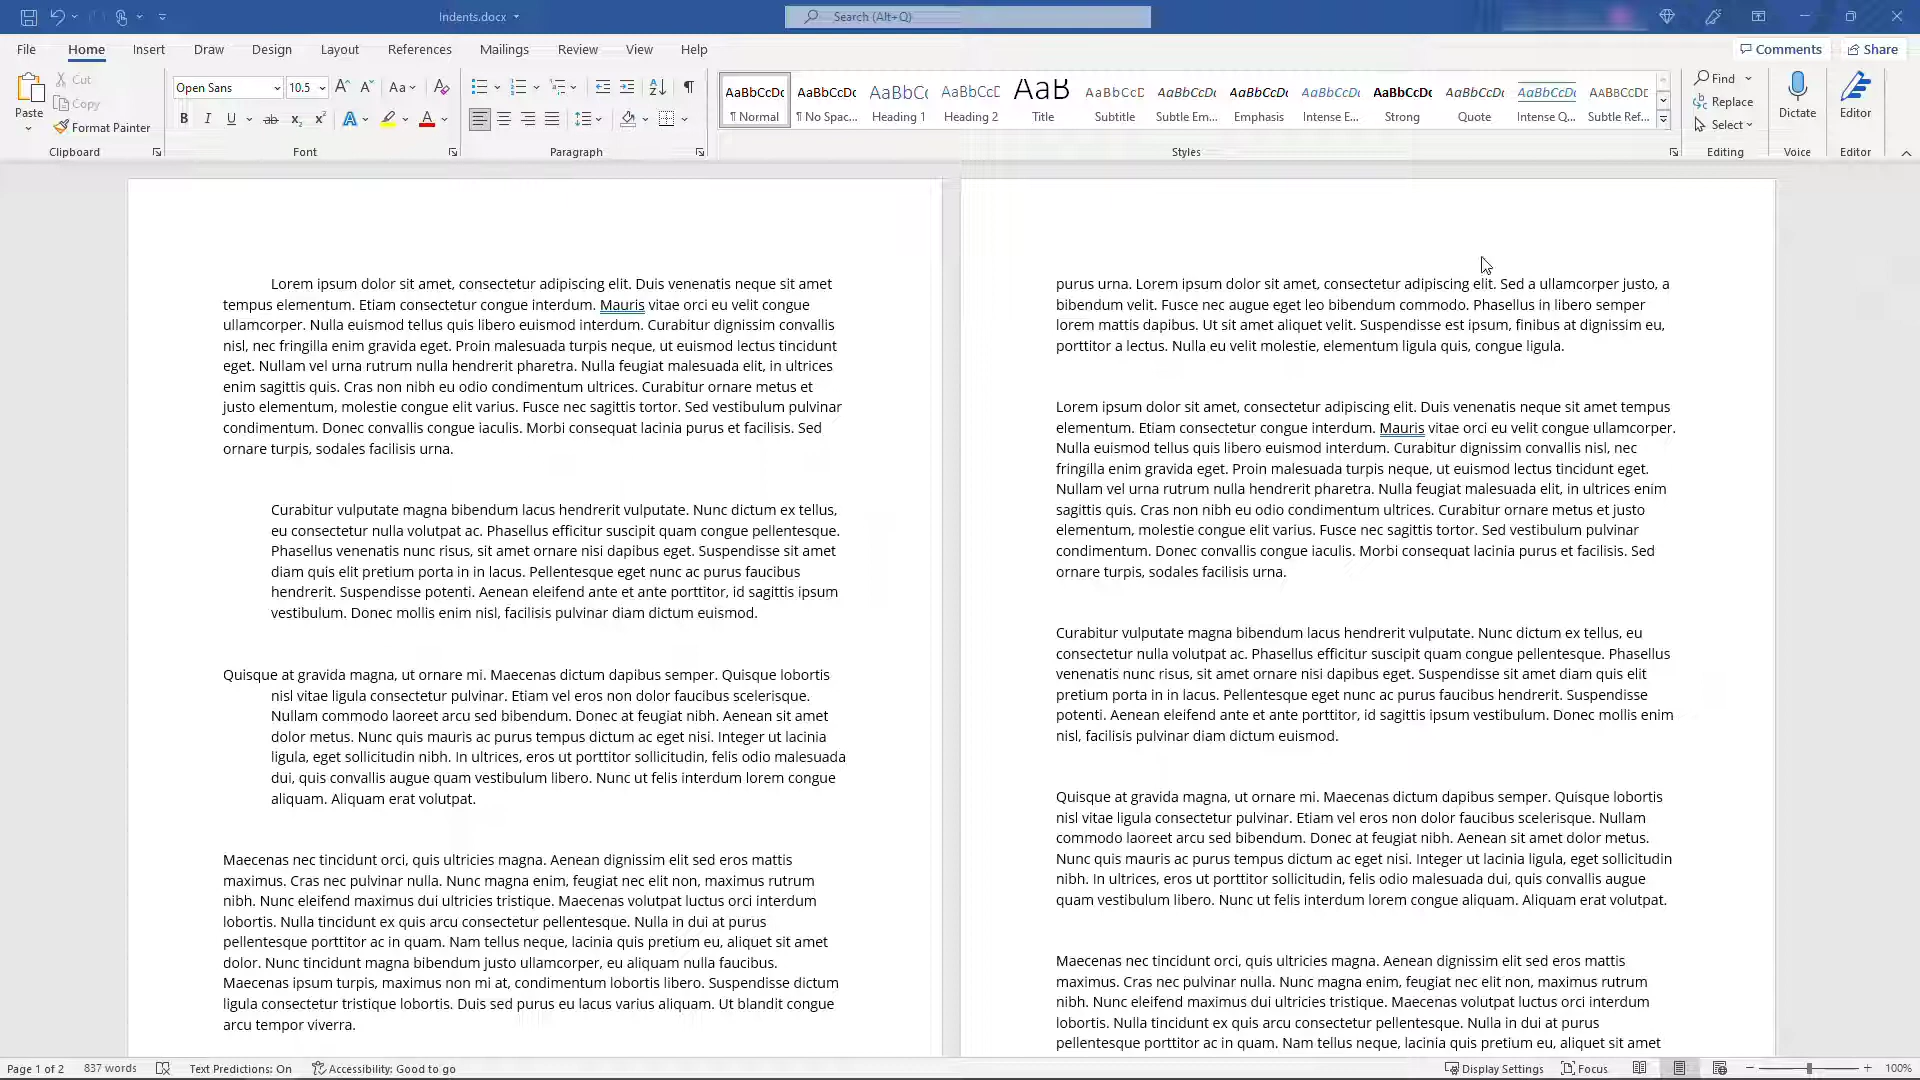 Indents.docx
Search (Alt+Q)
File Home Insert Draw Design Layout References Mailings Review View Help
Comments Share
Paste
Cut
Copy
Format Painter
Clipboard
Open Sans 10.5
Font
Paragraph
AaBbCcDc AaBbCcDc AaBbCc AaBbCcD AaB AaBbCcD AaBbCcDc AaBbCcDc AaBbCcDc AaBbCcDc AaBbCcDc AaBbCcDc AaBbCcDc
¶ Normal ¶ No Spac... Heading 1 Heading 2 Title Subtitle Subtle Em... Emphasis Intense E... Strong Quote Intense Q... Subtle Ref...
Styles
Find
Replace
Select
Editing
Dictate
Voice
Editor
Editor
Lorem ipsum dolor sit amet, consectetur adipiscing elit. Duis venenatis neque sit amet
tempus elementum. Etiam consectetur congue interdum. Mauris vitae orci eu velit congue
ullamcorper. Nulla euismod tellus quis libero euismod interdum. Curabitur dignissim convallis
nisl, nec fringilla enim gravida eget. Proin malesuada turpis neque, ut euismod lectus tincidunt
eget. Nullam vel urna rutrum nulla hendrerit pharetra. Nulla feugiat malesuada elit, in ultrices
enim sagittis quis. Cras non nibh eu odio condimentum ultrices. Curabitur ornare metus et
justo elementum, molestie congue elit varius. Fusce nec sagittis tortor. Sed vestibulum pulvinar
condimentum. Donec convallis congue iaculis. Morbi consequat lacinia purus et facilisis. Sed
ornare turpis, sodales facilisis urna.
Curabitur vulputate magna bibendum lacus hendrerit vulputate. Nunc dictum ex tellus,
eu consectetur nulla volutpat ac. Phasellus efficitur suscipit quam congue pellentesque.
Phasellus venenatis nunc risus, sit amet ornare nisi dapibus eget. Suspendisse sit amet
diam quis elit pretium porta in in lacus. Pellentesque eget nunc ac purus faucibus
hendrerit. Suspendisse potenti. Aenean eleifend ante et ante porttitor, id sagittis ipsum
vestibulum. Donec mollis enim nisl, facilisis pulvinar diam dictum euismod.
Quisque at gravida magna, ut ornare mi. Maecenas dictum dapibus semper. Quisque lobortis
nisl vitae ligula consectetur pulvinar. Etiam vel eros non dolor faucibus scelerisque.
Nullam commodo laoreet arcu sed bibendum. Donec at feugiat nibh. Aenean sit amet
dolor metus. Nunc quis mauris ac purus tempus dictum ac eget nisi. Integer ut lacinia
ligula, eget sollicitudin nibh. In ultrices, eros ut porttitor sollicitudin, felis odio malesuada
dui, quis convallis augue quam vestibulum libero. Nunc ut felis interdum lorem congue
aliquam. Aliquam erat volutpat.
Maecenas nec tincidunt orci, quis ultricies magna. Aenean dignissim elit sed eros mattis
maximus. Cras nec pulvinar nulla. Nunc magna enim, feugiat nec elit non, maximus rutrum
nibh. Nunc eleifend maximus dui ultricies tristique. Maecenas volutpat luctus orci interdum
lobortis. Nulla tincidunt ex quis arcu consectetur pellentesque. Nulla in dui at purus
pellentesque porttitor ac in quam. Nam tellus neque, lacinia quis pretium eu, aliquet sit amet
dolor. Nunc tincidunt magna bibendum justo ullamcorper, eu aliquam nulla faucibus.
Maecenas ipsum turpis, maximus non mi at, condimentum lobortis libero. Suspendisse dictum
ligula consectetur tristique lobortis. Duis sed purus eu lacus varius aliquam. Ut blandit congue
arcu tempor viverra.
purus urna. Lorem ipsum dolor sit amet, consectetur adipiscing elit. Sed a ullamcorper justo, a
bibendum velit. Fusce nec augue eget leo bibendum commodo. Phasellus in libero semper
lorem mattis dapibus. Ut sit amet aliquet velit. Suspendisse est ipsum, finibus at dignissim eu,
porttitor a lectus. Nulla eu velit molestie, elementum ligula quis, congue ligula.
Lorem ipsum dolor sit amet, consectetur adipiscing elit. Duis venenatis neque sit amet tempus
elementum. Etiam consectetur congue interdum. Mauris vitae orci eu velit congue ullamcorper.
Nulla euismod tellus quis libero euismod interdum. Curabitur dignissim convallis nisl, nec
fringilla enim gravida eget. Proin malesuada turpis neque, ut euismod lectus tincidunt eget.
Nullam vel urna rutrum nulla hendrerit pharetra. Nulla feugiat malesuada elit, in ultrices enim
sagittis quis. Cras non nibh eu odio condimentum ultrices. Curabitur ornare metus et justo
elementum, molestie congue elit varius. Fusce nec sagittis tortor. Sed vestibulum pulvinar
condimentum. Donec convallis congue iaculis. Morbi consequat lacinia purus et facilisis. Sed
ornare turpis, sodales facilisis urna.
Curabitur vulputate magna bibendum lacus hendrerit vulputate. Nunc dictum ex tellus, eu
consectetur nulla volutpat ac. Phasellus efficitur suscipit quam congue pellentesque. Phasellus
venenatis nunc risus, sit amet ornare nisi dapibus eget. Suspendisse sit amet diam quis elit
pretium porta in in lacus. Pellentesque eget nunc ac purus faucibus hendrerit. Suspendisse
potenti. Aenean eleifend ante et ante porttitor, id sagittis ipsum vestibulum. Donec mollis enim
nisl, facilisis pulvinar diam dictum euismod.
Quisque at gravida magna, ut ornare mi. Maecenas dictum dapibus semper. Quisque lobortis
nisl vitae ligula consectetur pulvinar. Etiam vel eros non dolor faucibus scelerisque. Nullam
commodo laoreet arcu sed bibendum. Donec at feugiat nibh. Aenean sit amet dolor metus.
Nunc quis mauris ac purus tempus dictum ac eget nisi. Integer ut lacinia ligula, eget sollicitudin
nibh. In ultrices, eros ut porttitor sollicitudin, felis odio malesuada dui, quis convallis augue
quam vestibulum libero. Nunc ut felis interdum lorem congue aliquam. Aliquam erat volutpat.
Maecenas nec tincidunt orci, quis ultricies magna. Aenean dignissim elit sed eros mattis
maximus. Cras nec pulvinar nulla. Nunc magna enim, feugiat nec elit non, maximus rutrum
nibh. Nunc eleifend maximus dui ultricies tristique. Maecenas volutpat luctus orci interdum
lobortis. Nulla tincidunt ex quis arcu consectetur pellentesque. Nulla in dui at purus
pellentesque porttitor ac in quam. Nam tellus neque, lacinia quis pretium eu, aliquet sit amet
Page 1 of 2 837 words Text Predictions: On Accessibility: Good to go Display Settings Focus 100%